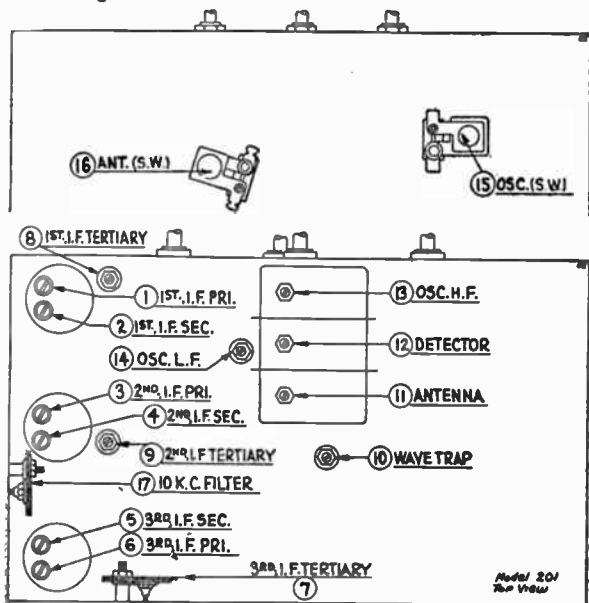 16 ANT. (S.W.)
15 OSC. (S.W)
8 1ST. I.F. TERTIARY
1 1ST. I.F. PRI.
2 1ST. I.F. SEC.
13 OSC. H.F.
14 OSC. L.F.
12 DETECTOR
3 2ND. I.F. PRI.
4 2ND. I.F. SEC.
11 ANTENNA
9 2ND. I.F TERTIARY
10 WAVE TRAP
17 10 K.C. FILTER
5 3RD. I.F. SEC.
6 3RD. I.F. PRI.
3RD. I.F. TERTIARY
7
Model 201
Top View